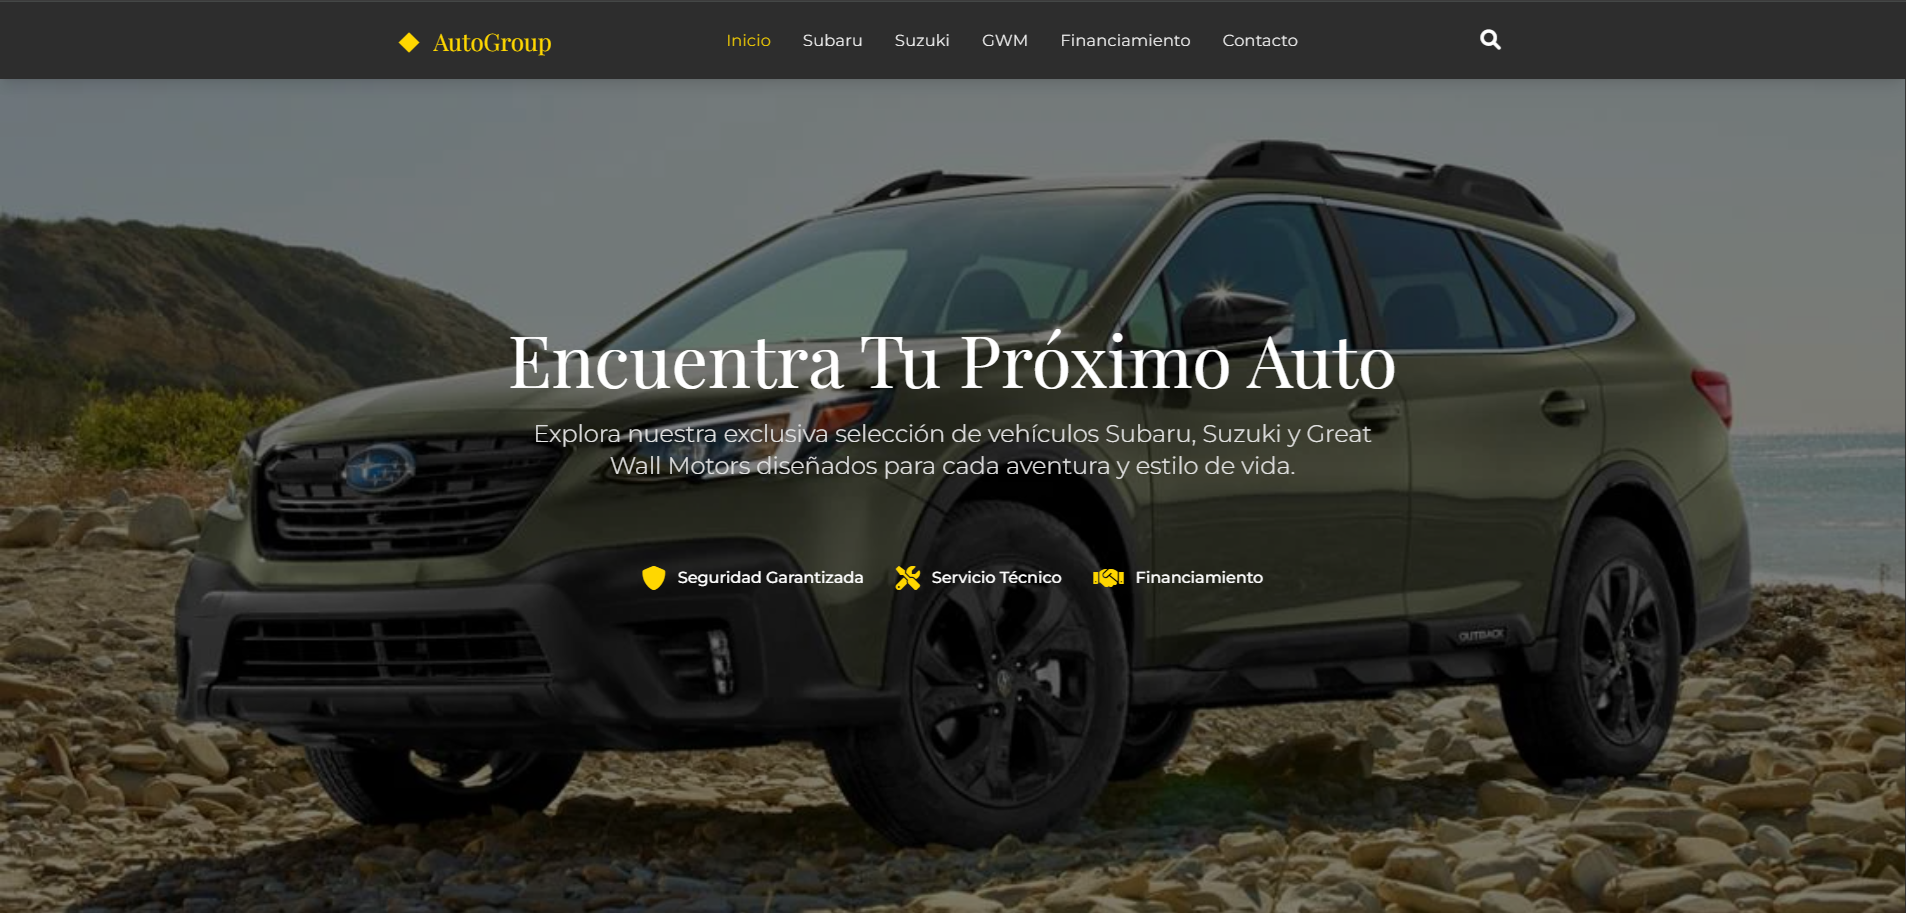 AutoGroup
Inicio Subaru Suzuki GWM Financiamiento Contacto
Encuentra Tu Próximo Auto
Explora nuestra exclusiva selección de vehículos Subaru, Suzuki y Great
Wall Motors diseñados para cada aventura y estilo de vida.
Seguridad Garantizada Servicio Técnico Financiamiento
OUTBACK